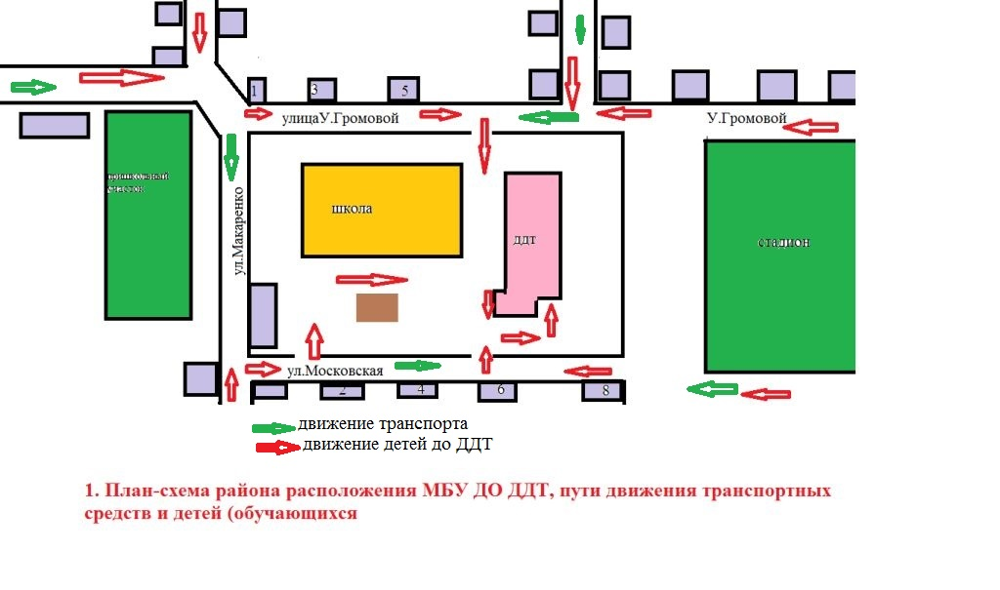 1
3
5
улицаУ.Громовой
У.Громовой
пришкольный
участок
школа
ддт
стадион
ул.Макаренко
ул.Московская
2
4
6
8
движение транспорта
движение детей до ДДТ
1. План-схема района расположения МБУ ДО ДДТ, пути движения транспортных
средств и детей (обучающихся